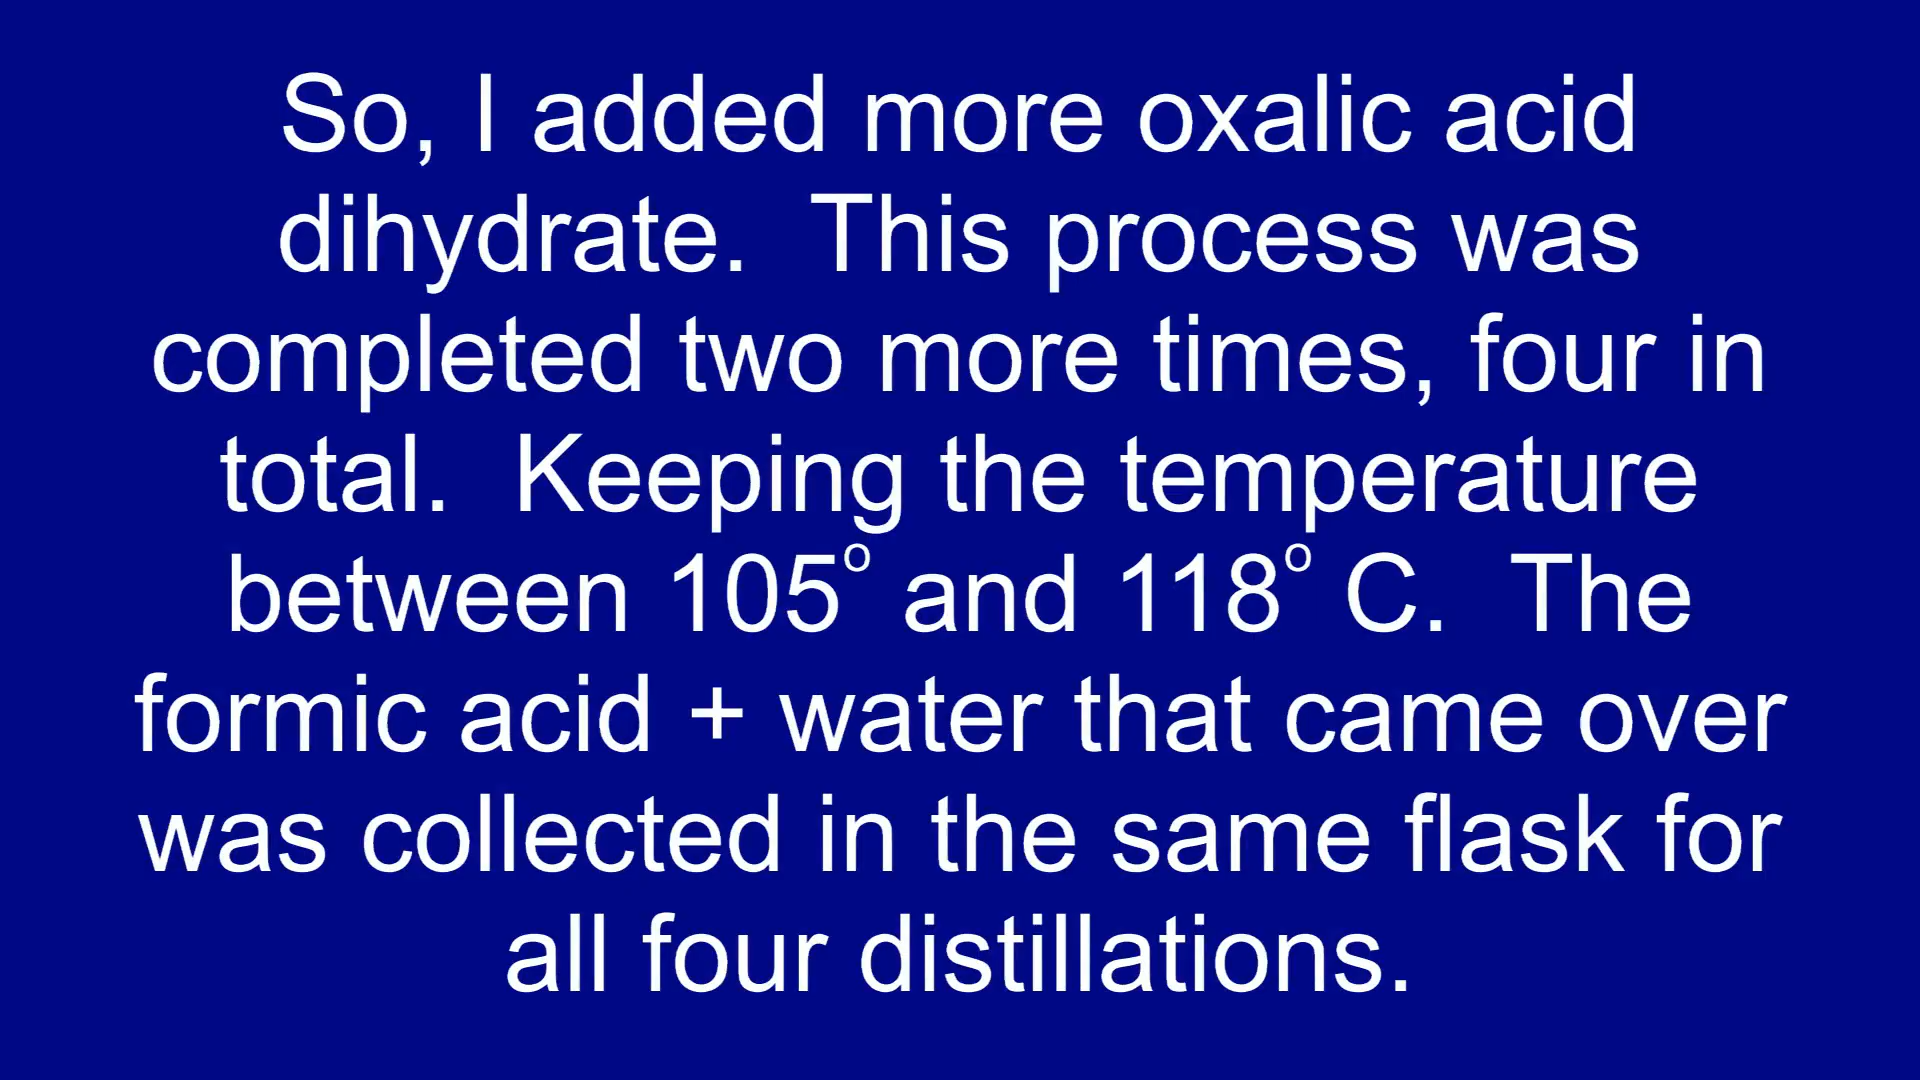 So, I added more oxalic acid
dihydrate.  This process was
completed two more times, four in
total.  Keeping the temperature
between 105º and 118º C.  The
formic acid + water that came over
was collected in the same flask for
all four distillations.